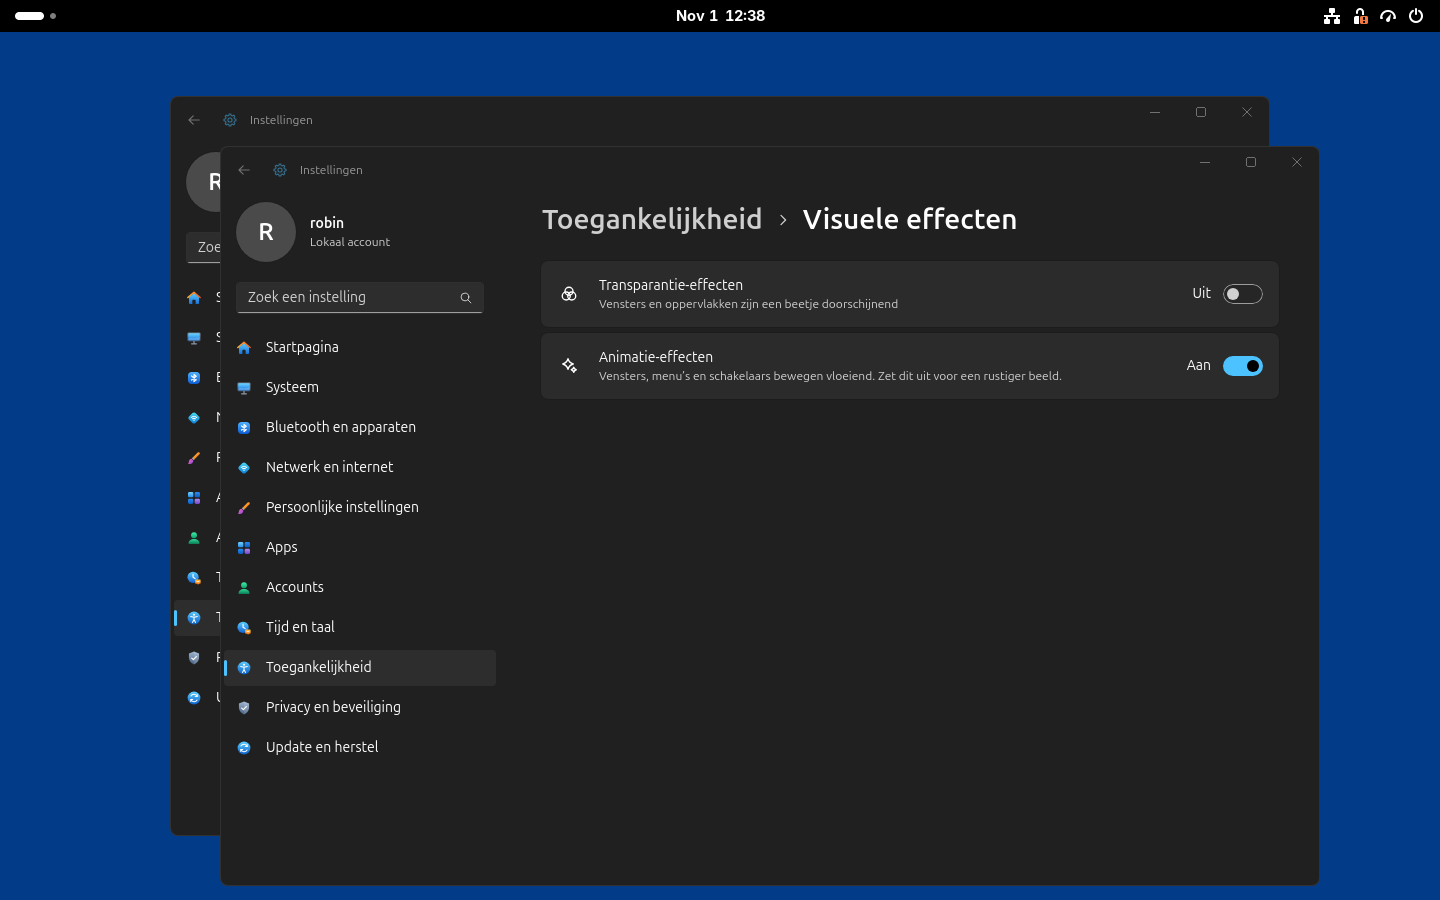 Nov 1 12:38
Instellingen
R
Zoe
Instellingen
R
robin
Lokaal account
Zoek een instelling
Startpagina
Systeem
Bluetooth en apparaten
Netwerk en internet
Persoonlijke instellingen
Apps
Accounts
Tijd en taal
Toegankelijkheid
Privacy en beveiliging
Update en herstel
Toegankelijkheid › Visuele effecten
Transparantie-effecten
Vensters en oppervlakken zijn een beetje doorschijnend
Uit
Animatie-effecten
Vensters, menu's en schakelaars bewegen vloeiend. Zet dit uit voor een rustiger beeld.
Aan